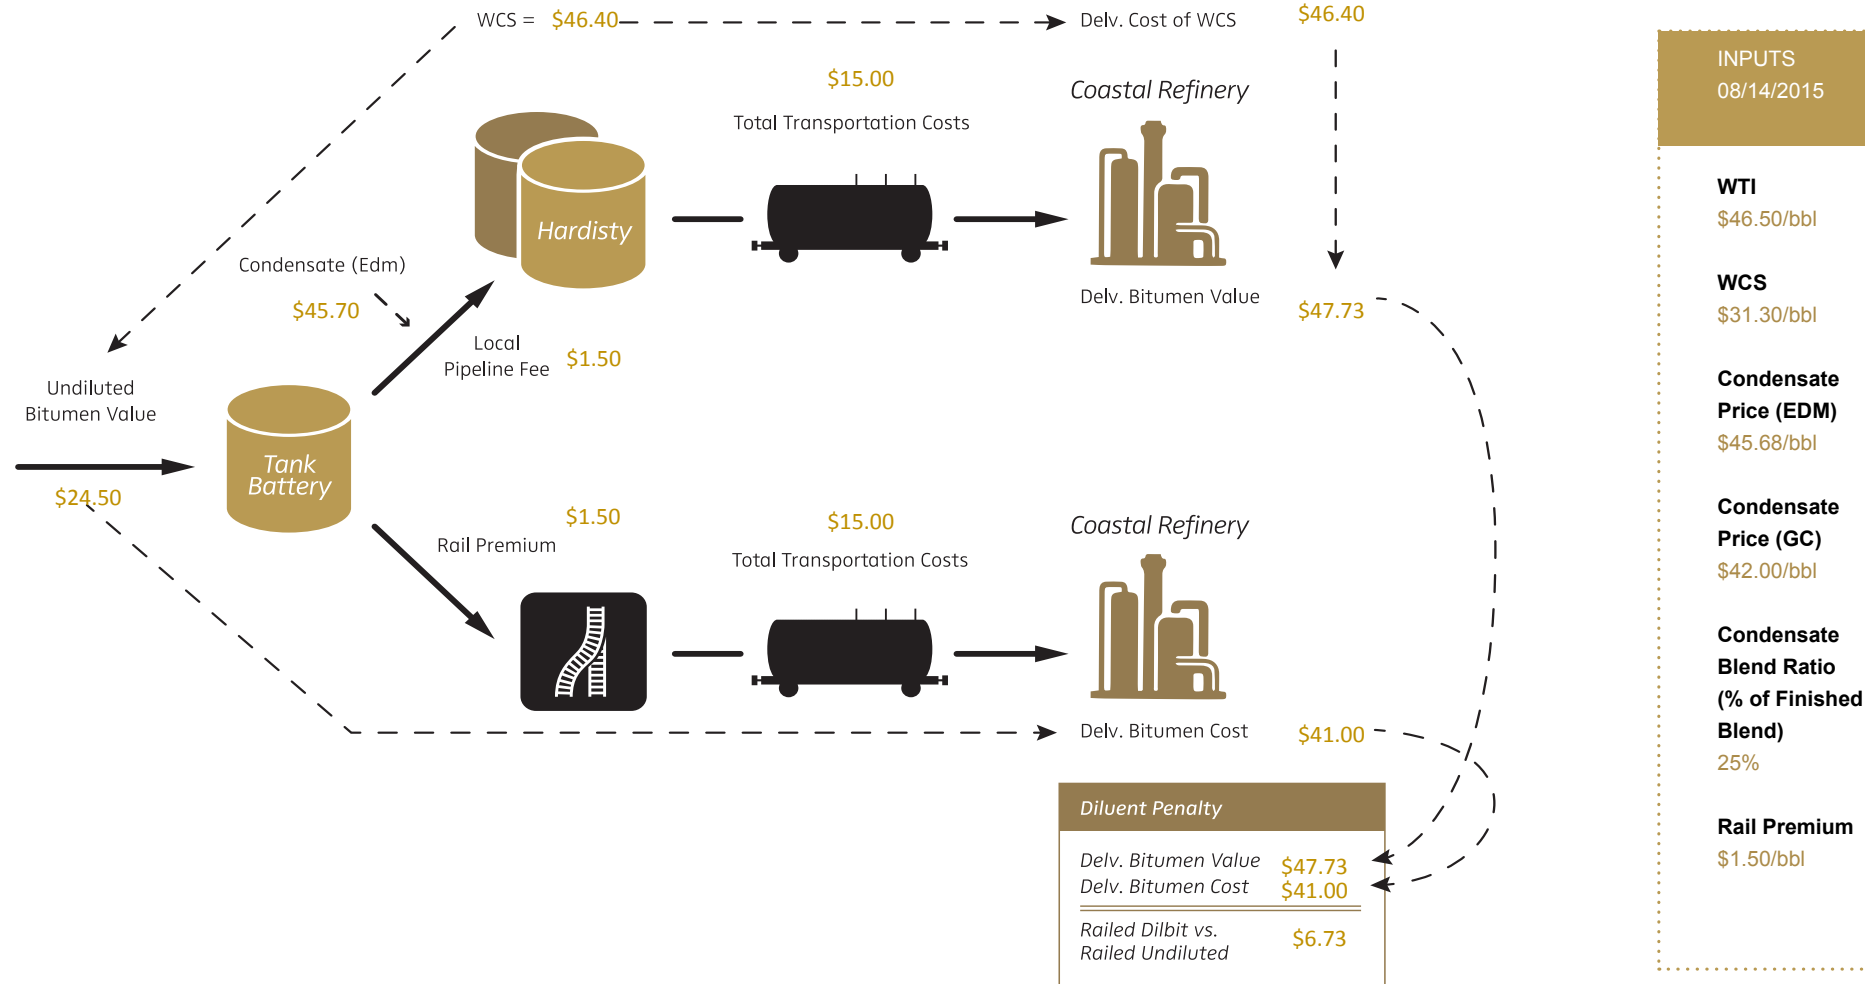 WCS = $46.40
Delv. Cost of WCS $46.40
$15.00
Total Transportation Costs
Coastal Refinery
Hardisty
Condensate (Edm)
$45.70
Delv. Bitumen Value $47.73
Local
Pipeline Fee $1.50
Undiluted
Bitumen Value
$24.50
Tank
Battery
Rail Premium $1.50
$15.00
Total Transportation Costs
Coastal Refinery
Delv. Bitumen Cost $41.00
Diluent Penalty
Delv. Bitumen Value $47.73
Delv. Bitumen Cost $41.00
Railed Dilbit vs.
Railed Undiluted $6.73
INPUTS
08/14/2015
WTI
$46.50/bbl
WCS
$31.30/bbl
Condensate
Price (EDM)
$45.68/bbl
Condensate
Price (GC)
$42.00/bbl
Condensate
Blend Ratio
(% of Finished
Blend)
25%
Rail Premium
$1.50/bbl